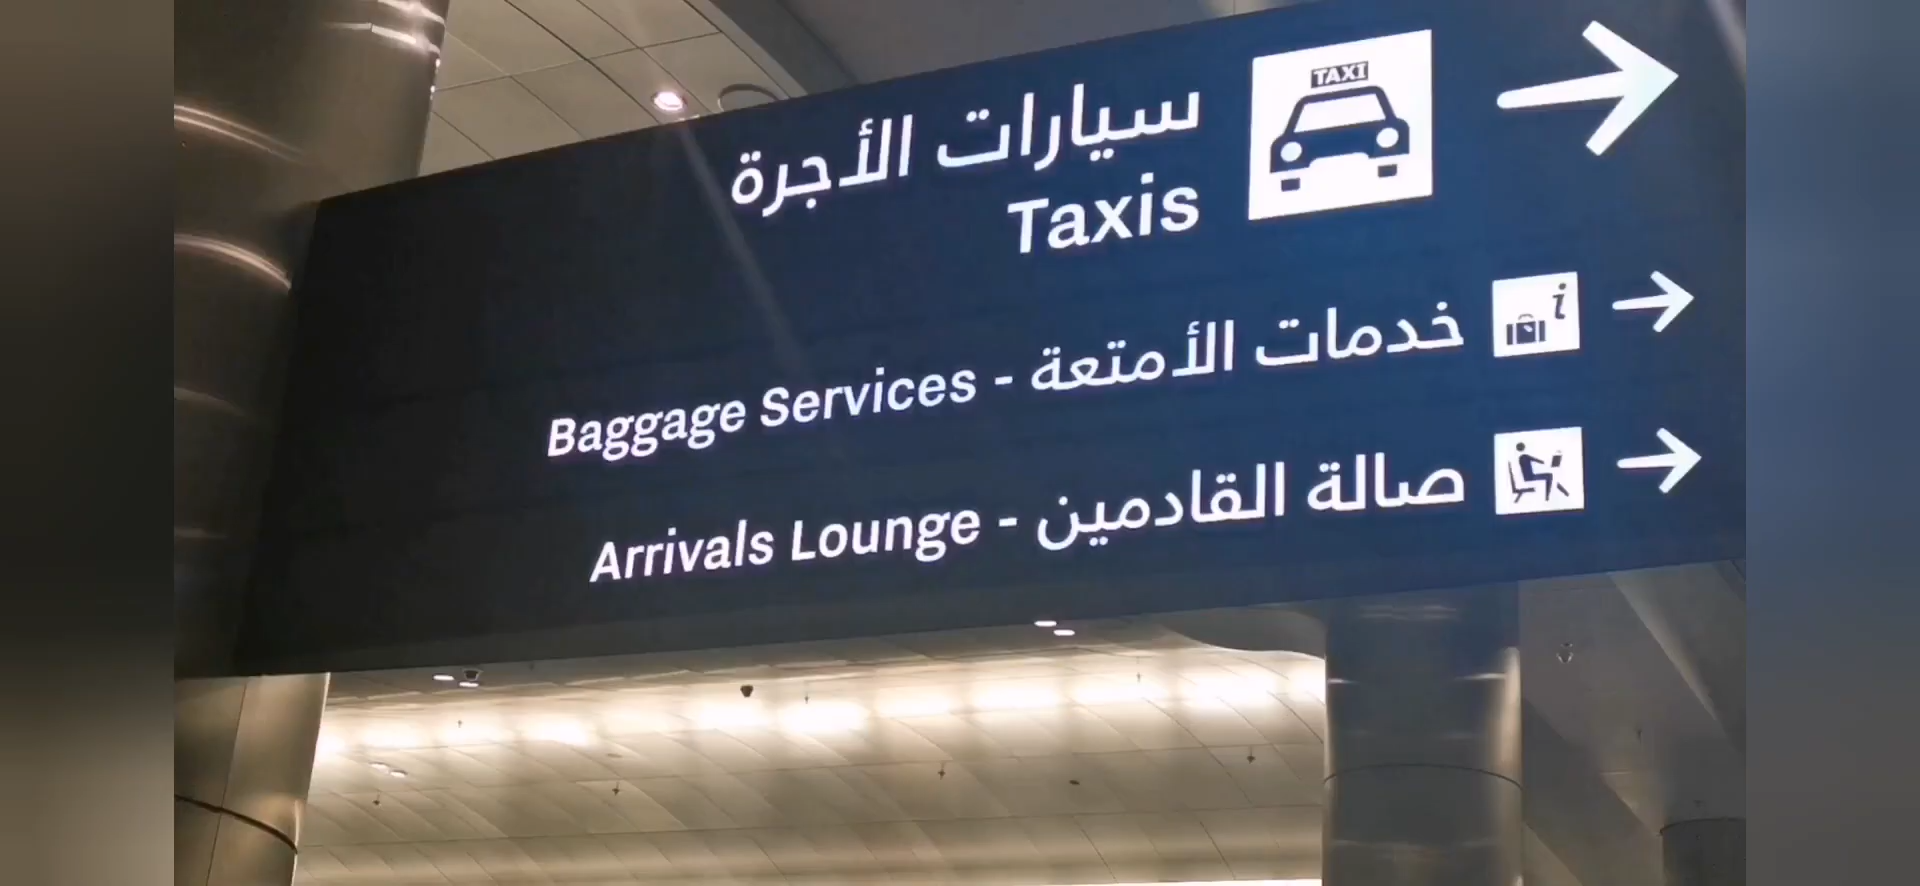 سيارات الأجرة
Taxis
TAXI
خدمات الأمتعة - Baggage Services
i
صالة القادمين - Arrivals Lounge